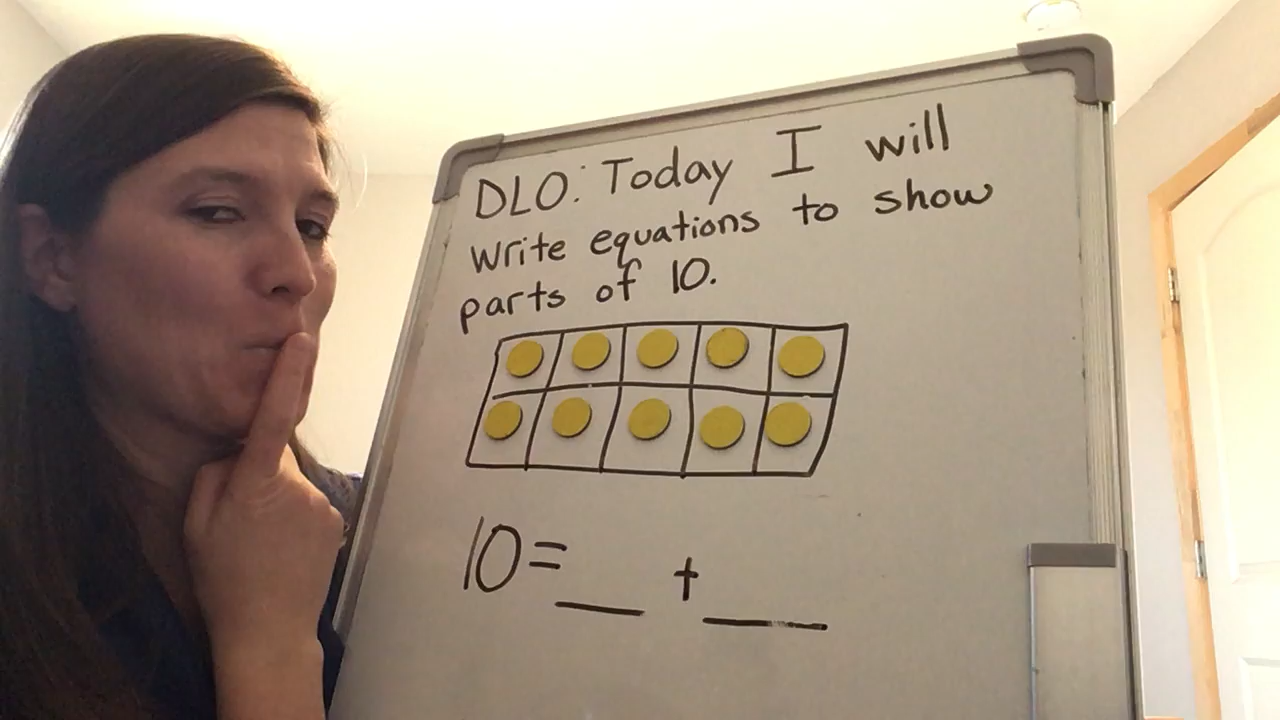 DLO: Today I will
write equations to show
parts of 10.
10 = __ + __